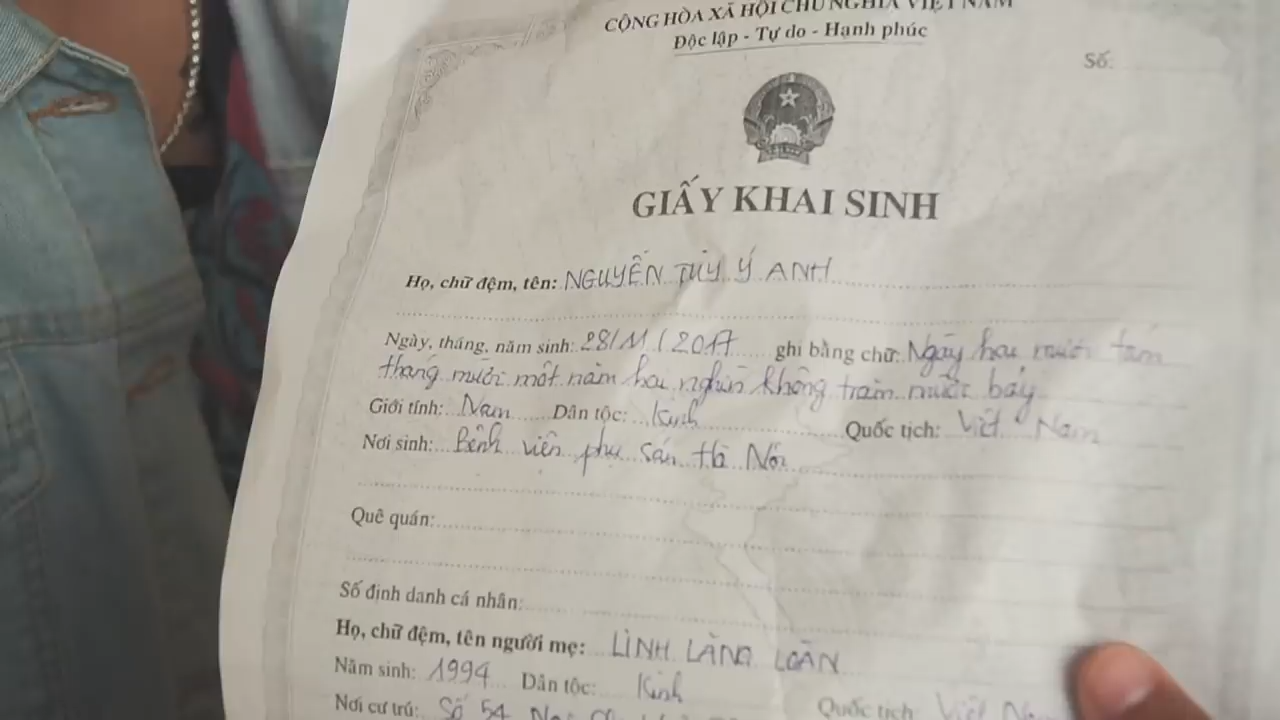 CỘNG HÒA XÃ HỘI CHỦ NGHĨA VIỆT NAM
Độc lập - Tự do - Hạnh phúc
Số:
GIẤY KHAI SINH
Họ, chữ đệm, tên: NGUYỄN TÙY Ý ANH
Ngày, tháng, năm sinh: 28/11/2017 ghi bằng chữ: Ngày hai mươi tám
tháng mười một năm hai nghìn không trăm mười bảy
Giới tính: Nam Dân tộc: Kinh Quốc tịch: Việt Nam
Nơi sinh: Bệnh viện phụ sản Hà Nội
Quê quán:
Số định danh cá nhân:
Họ, chữ đệm, tên người mẹ: LINH LĂNG LOAN
Năm sinh: 1994 Dân tộc: Kinh Quốc tịch: Việt Nam
Nơi cư trú: Số 54